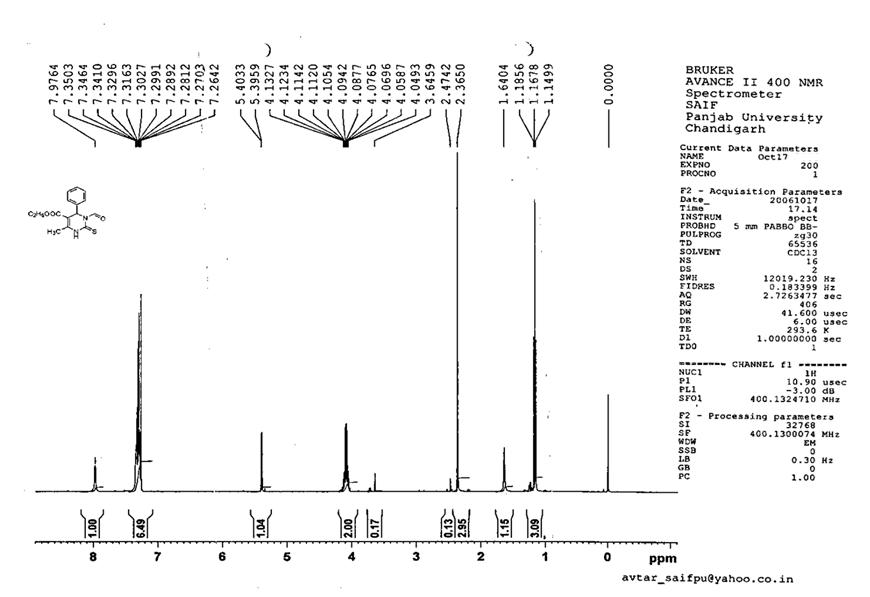 7.9764
7.3503
7.3464
7.3410
7.3296
7.3163
7.3027
7.2991
7.2892
7.2812
7.2703
7.2642
5.4033
5.3959
4.1327
4.1234
4.1142
4.1120
4.1054
4.0942
4.0877
4.0765
4.0696
4.0587
4.0493
3.6459
2.4742
2.3650
1.6404
1.1856
1.1678
1.1499
0.0000
BRUKER
AVANCE II 400 NMR
Spectrometer
SAIF
Panjab University
Chandigarh
Current Data Parameters
NAME Oct17
EXPNO 200
PROCNO 1
F2 - Acquisition Parameters
Date_ 20061017
Time 17.14
INSTRUM spect
PROBHD 5 mm PABBO BB-
PULPROG zg30
TD 65536
SOLVENT CDCl3
NS 16
DS 2
SWH 12019.230 Hz
FIDRES 0.183399 Hz
AQ 2.7263477 sec
RG 406
DW 41.600 usec
DE 6.00 usec
TE 293.6 K
D1 1.00000000 sec
TD0 1
======== CHANNEL f1 ========
NUC1 1H
P1 10.90 usec
PL1 -3.00 dB
SFO1 400.1324710 MHz
F2 - Processing parameters
SI 32768
SF 400.1300074 MHz
WDW EM
SSB 0
LB 0.30 Hz
GB 0
PC 1.00
C2H5OOC
N
O
H3C
NH
S
1.00
6.49
1.04
2.00
0.17
0.13
2.95
1.15
3.09
8 7 6 5 4 3 2 1 0 ppm
avtar_saifpu@yahoo.co.in